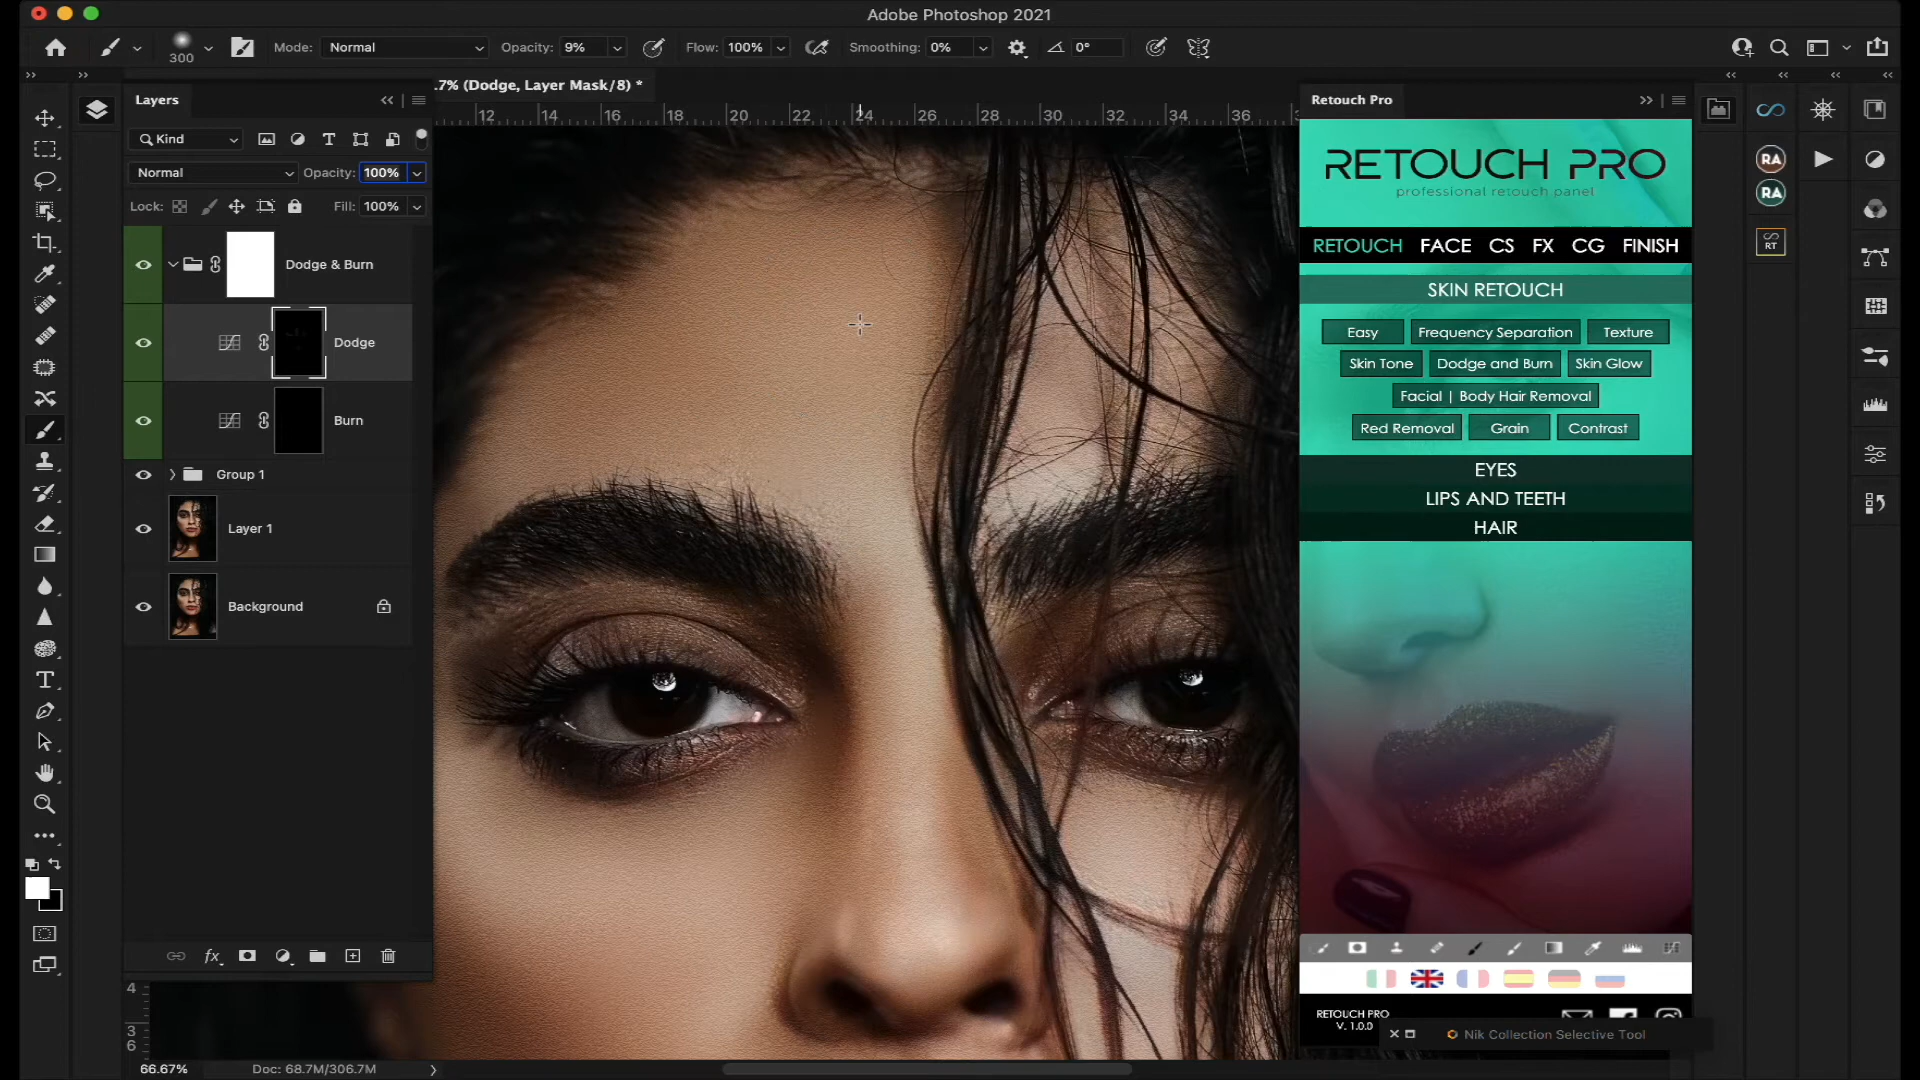 Adobe Photoshop 2021
300
Mode: Normal
Opacity: 9%
Flow: 100%
Smoothing: 0%
0°
Layers
.7% (Dodge, Layer Mask/8) *
Retouch Pro
12 14 16 18 20 22 24 26 28 30 32 34 36
Kind
Normal
Opacity: 100%
Lock:
Fill: 100%
Dodge & Burn
Dodge
Burn
Group 1
Layer 1
Background
fx
RETOUCH PRO
professional retouch panel
RETOUCH FACE CS FX CG FINISH
SKIN RETOUCH
Easy
Frequency Separation
Texture
Skin Tone
Dodge and Burn
Skin Glow
Facial | Body Hair Removal
Red Removal
Grain
Contrast
EYES
LIPS AND TEETH
HAIR
RA
RA
RT
4
3
6
RETOUCH PRO
V. 1.0.0
Nik Collection Selective Tool
66.67%
Doc: 68.7M/306.7M